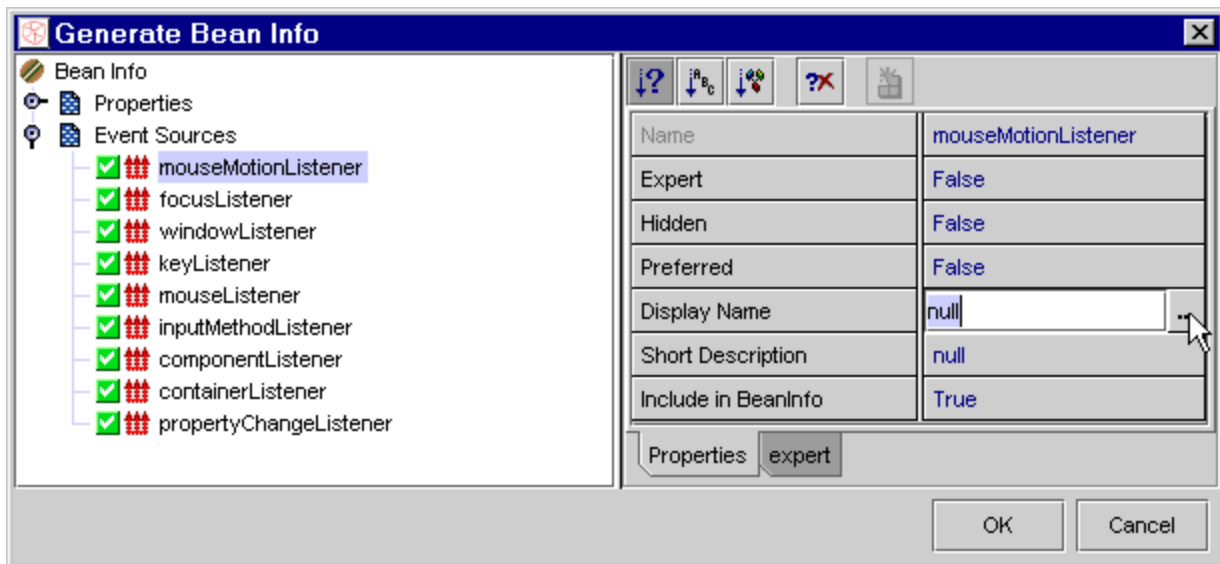 Generate Bean Info
Bean Info
Properties
Event Sources
mouseMotionListener
focusListener
windowListener
keyListener
mouseListener
inputMethodListener
componentListener
containerListener
propertyChangeListener
Name mouseMotionListener
Expert False
Hidden False
Preferred False
Display Name null ...
Short Description null
Include in BeanInfo True
Properties expert
OK Cancel